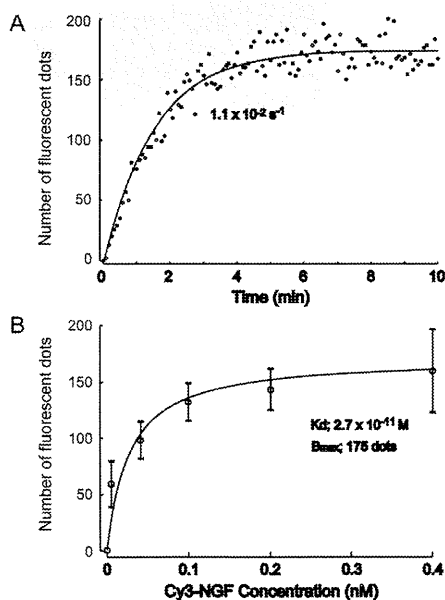 A
Number of fluorescent dots
200
150
100
50
0
1.1 x 10-2 s-1
0 2 4 6 8 10
Time (min)
B
Number of fluorescent dots
200
150
100
50
0
Kd; 2.7 x 10-11 M
Bmax; 175 dots
0 0.1 0.2 0.3 0.4
Cy3-NGF Concentration (nM)